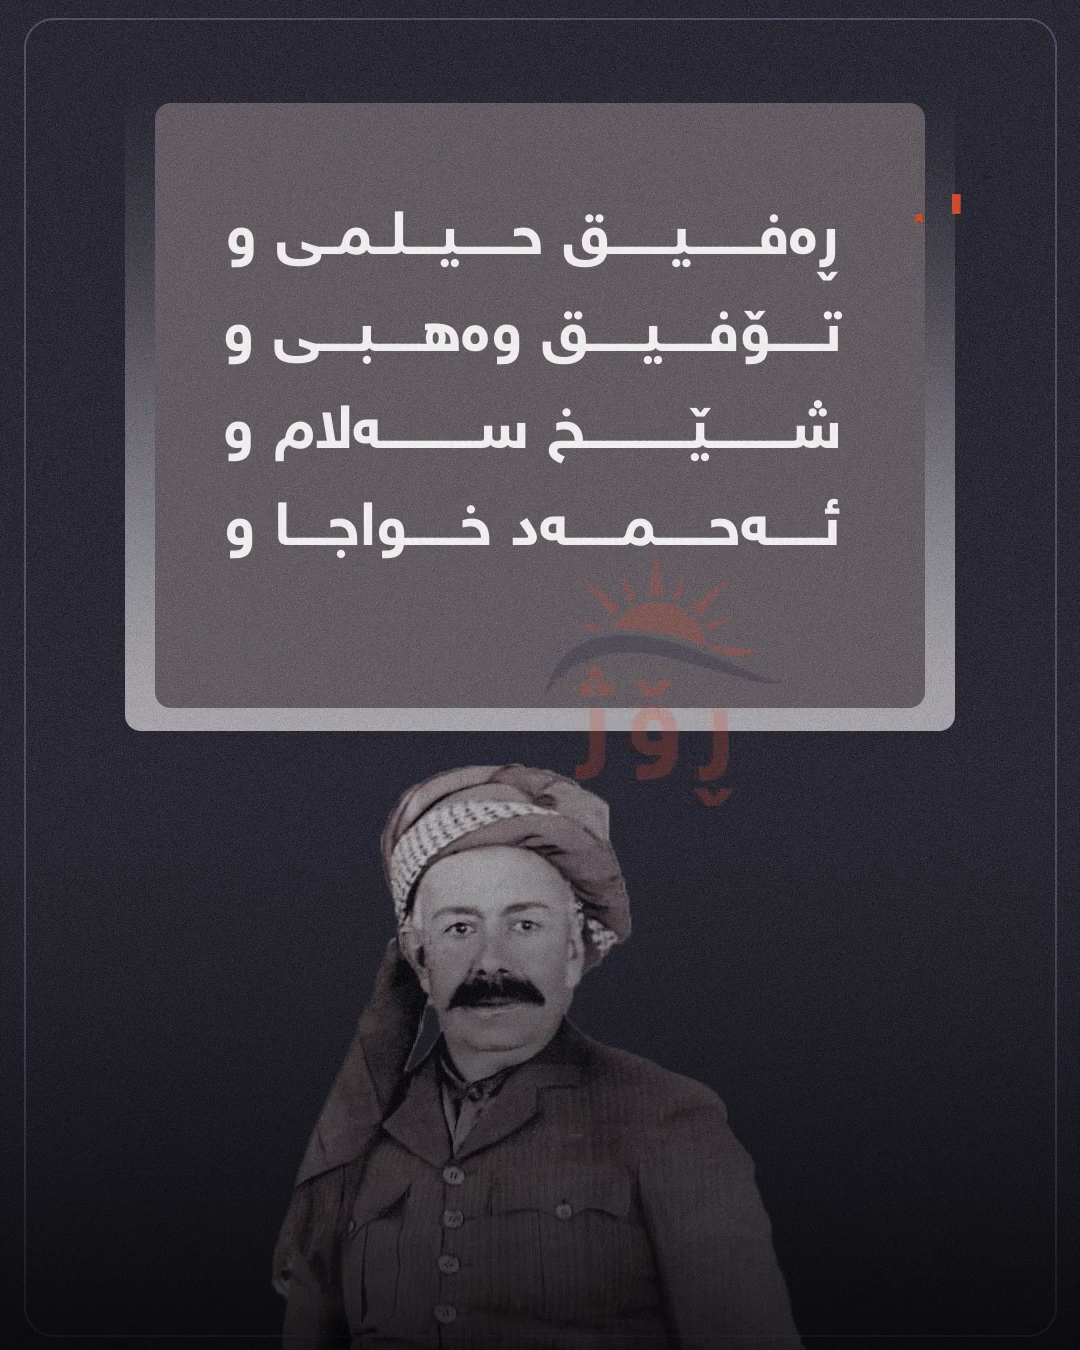 ڕەفیق حیلمی و
تۆفیق وەهبی و
شێخ سەلام و
ئەحمەد خواجا و
ڕۆژ